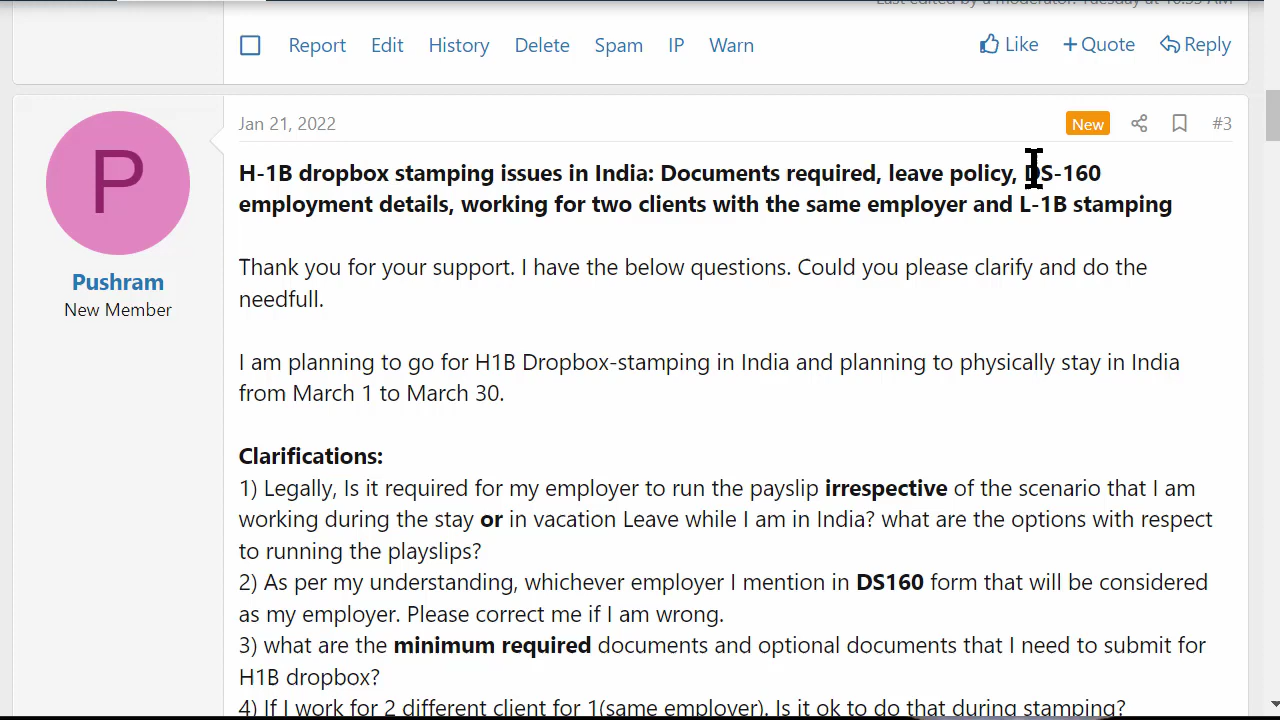 Last edited by a moderator: Tuesday at 10:55 AM
Report Edit History Delete Spam IP Warn Like +Quote Reply
P
Pushram
New Member
Jan 21, 2022 New #3
H-1B dropbox stamping issues in India: Documents required, leave policy, DS-160
employment details, working for two clients with the same employer and L-1B stamping
Thank you for your support. I have the below questions. Could you please clarify and do the
needfull.
I am planning to go for H1B Dropbox-stamping in India and planning to physically stay in India
from March 1 to March 30.
Clarifications:
1) Legally, Is it required for my employer to run the payslip irrespective of the scenario that I am
working during the stay or in vacation Leave while I am in India? what are the options with respect
to running the playslips?
2) As per my understanding, whichever employer I mention in DS160 form that will be considered
as my employer. Please correct me if I am wrong.
3) what are the minimum required documents and optional documents that I need to submit for
H1B dropbox?
4) If I work for 2 different client for 1(same employer). Is it ok to do that during stamping?